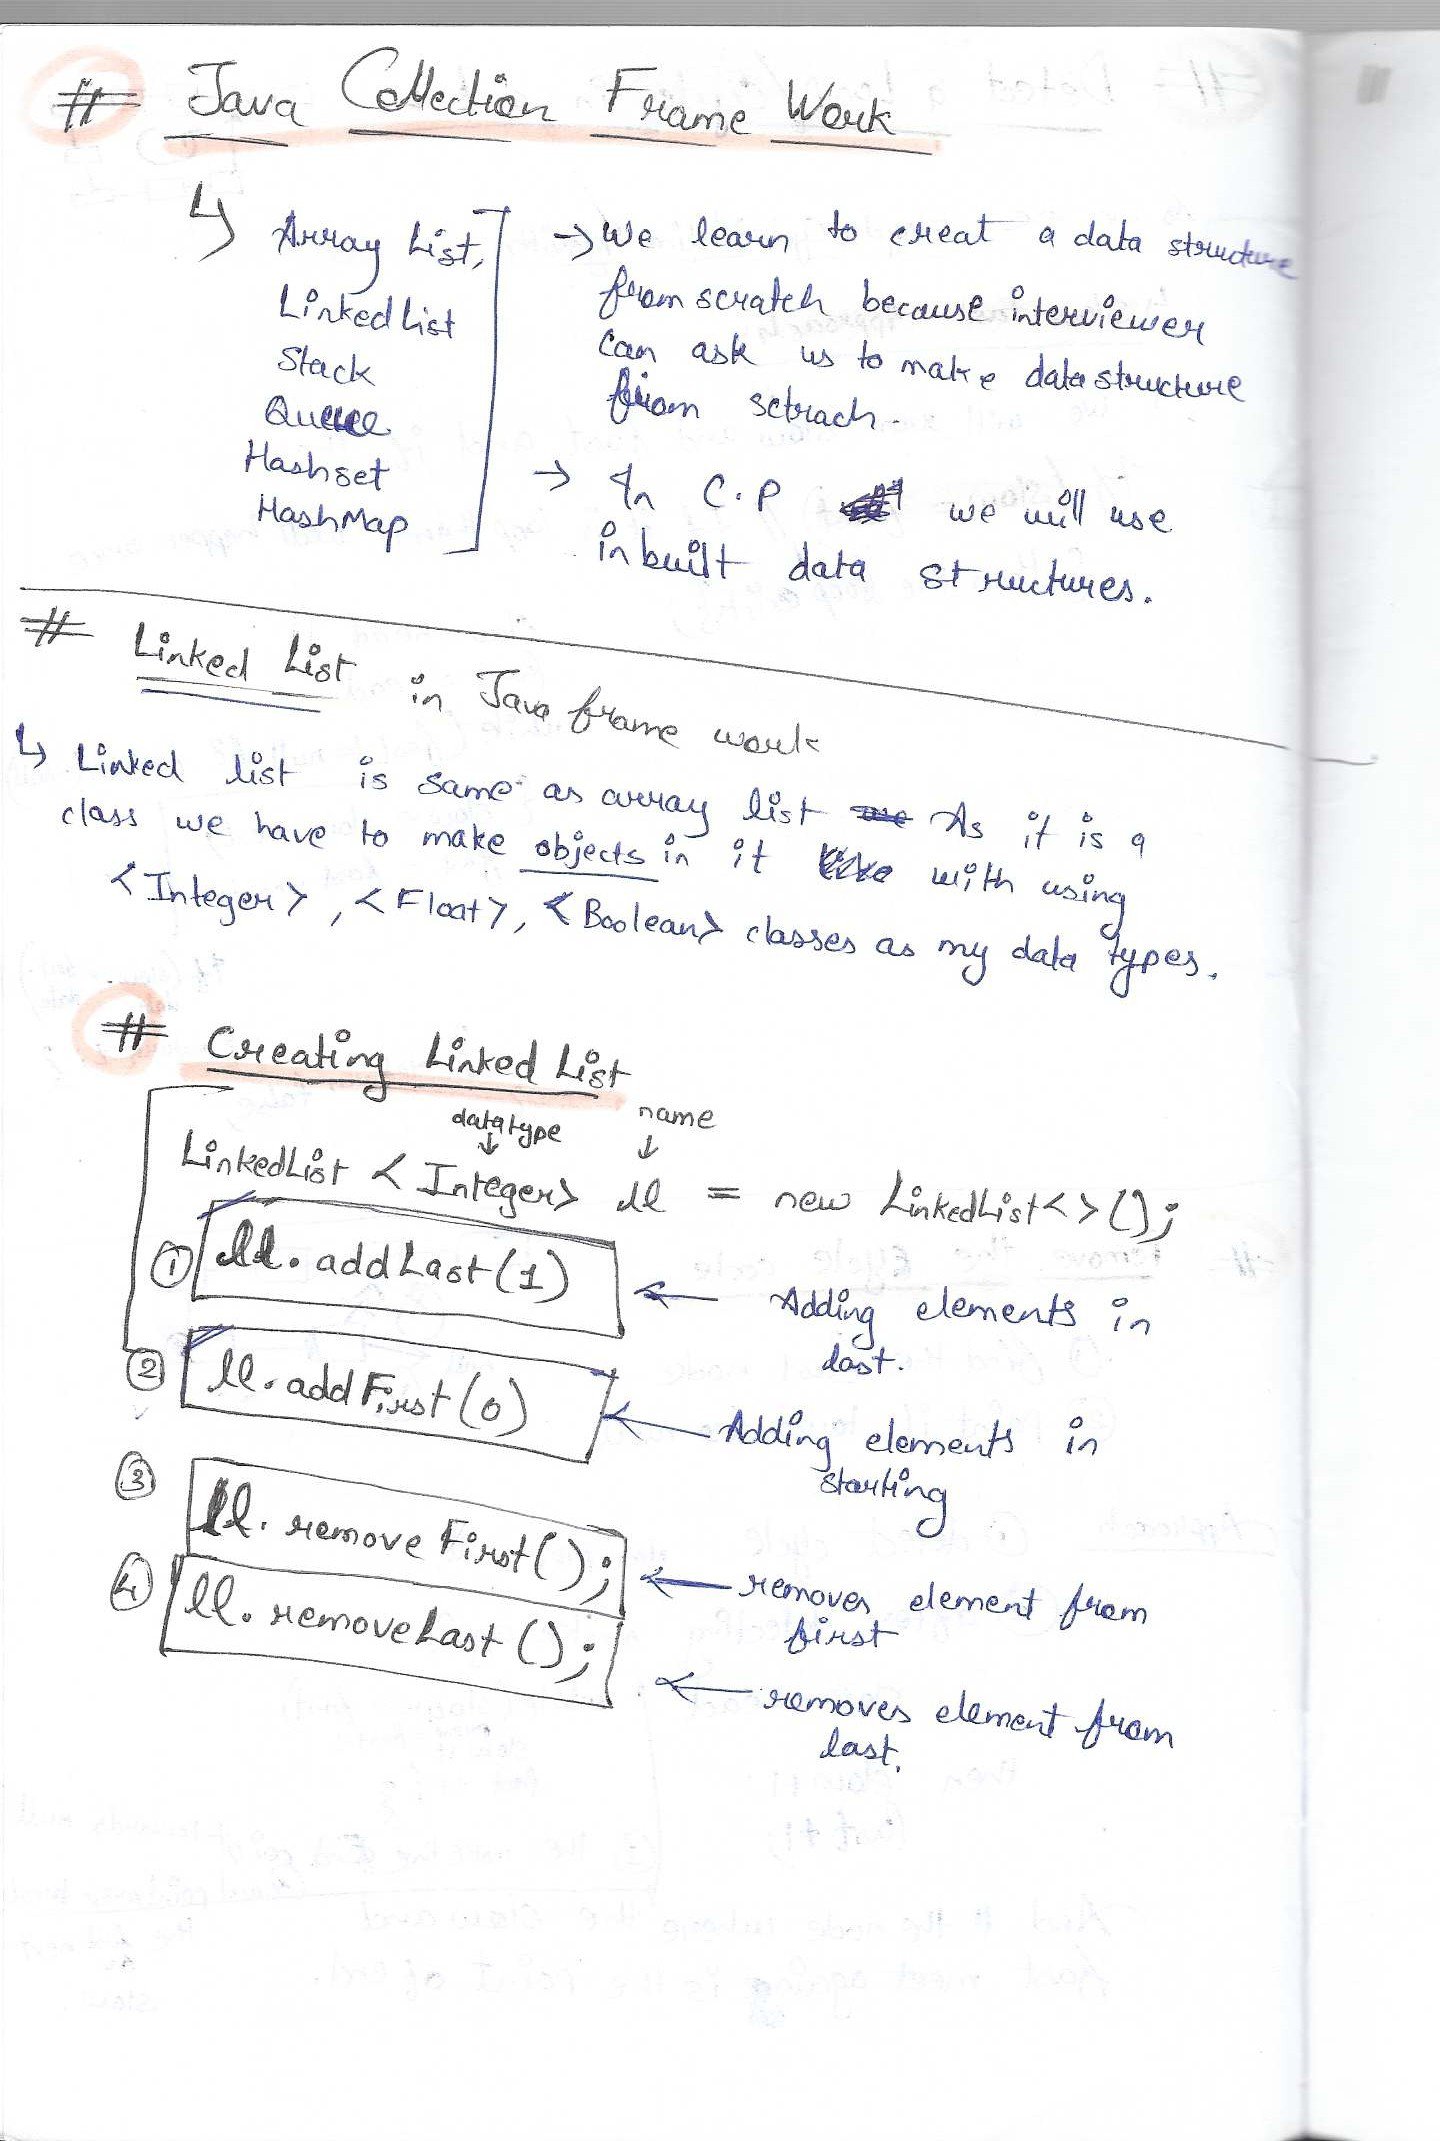 # Java Collection Frame Work
↳ Array List,
LinkedList
Stack
Queue
Hashset
HashMap
→ We learn to creat a data structure
from scratch because interviewer
can ask us to make data structure
from sctrach.
→ In C.P we will use
inbuilt data structures.
# Linked List in Java frame work
↳ Linked list is same as array list As it is a
class we have to make objects in it with using
<Integer>, <Float>, <Boolean> classes as my data types.
# Creating Linked List
datatype name
↓ ↓
LinkedList <Integer> ll = new LinkedList<>();
① ll.addLast(1) ← Adding elements in
last.
② ll.addFirst(0) ← Adding elements in
starting
③ ll.removeFirst(); ← removes element from
first
④ ll.removeLast(); ← removes element from
last.